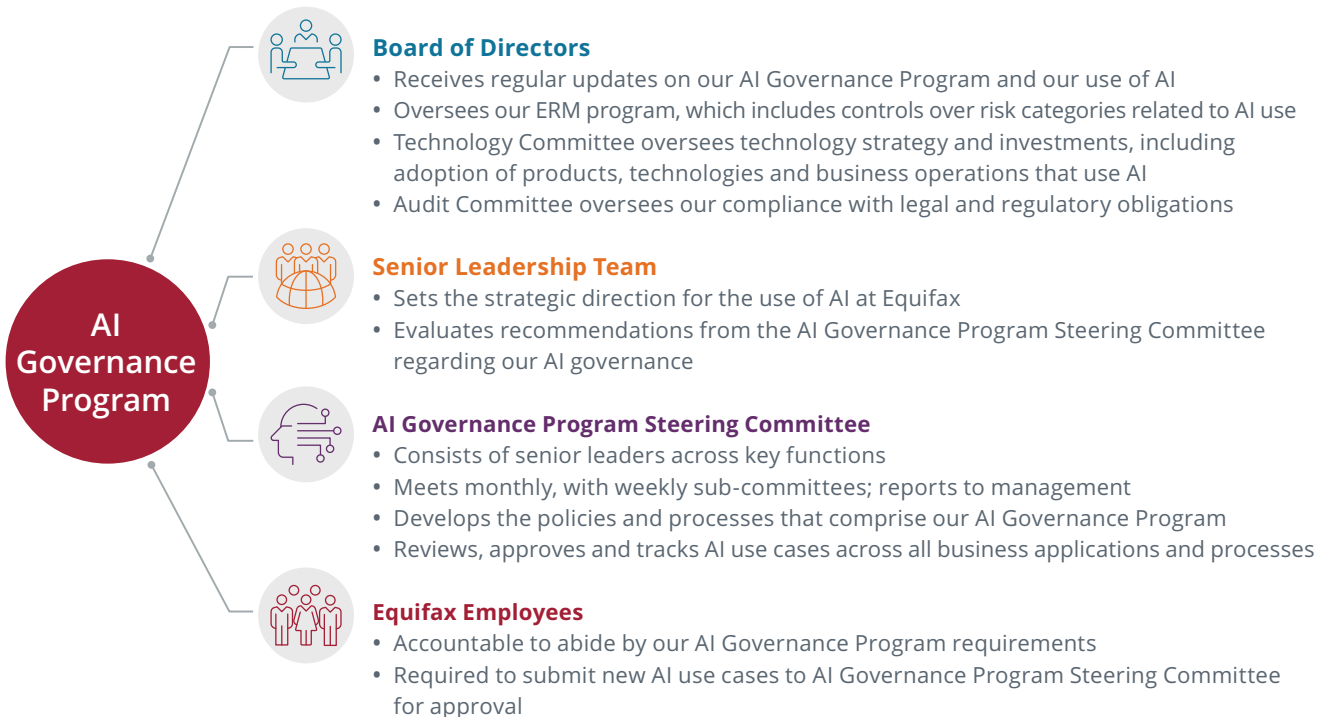 Board of Directors
• Receives regular updates on our AI Governance Program and our use of AI
• Oversees our ERM program, which includes controls over risk categories related to AI use
• Technology Committee oversees technology strategy and investments, including
adoption of products, technologies and business operations that use AI
• Audit Committee oversees our compliance with legal and regulatory obligations
Senior Leadership Team
• Sets the strategic direction for the use of AI at Equifax
• Evaluates recommendations from the AI Governance Program Steering Committee
regarding our AI governance
AI
Governance
Program
AI Governance Program Steering Committee
• Consists of senior leaders across key functions
• Meets monthly, with weekly sub-committees; reports to management
• Develops the policies and processes that comprise our AI Governance Program
• Reviews, approves and tracks AI use cases across all business applications and processes
Equifax Employees
• Accountable to abide by our AI Governance Program requirements
• Required to submit new AI use cases to AI Governance Program Steering Committee
for approval